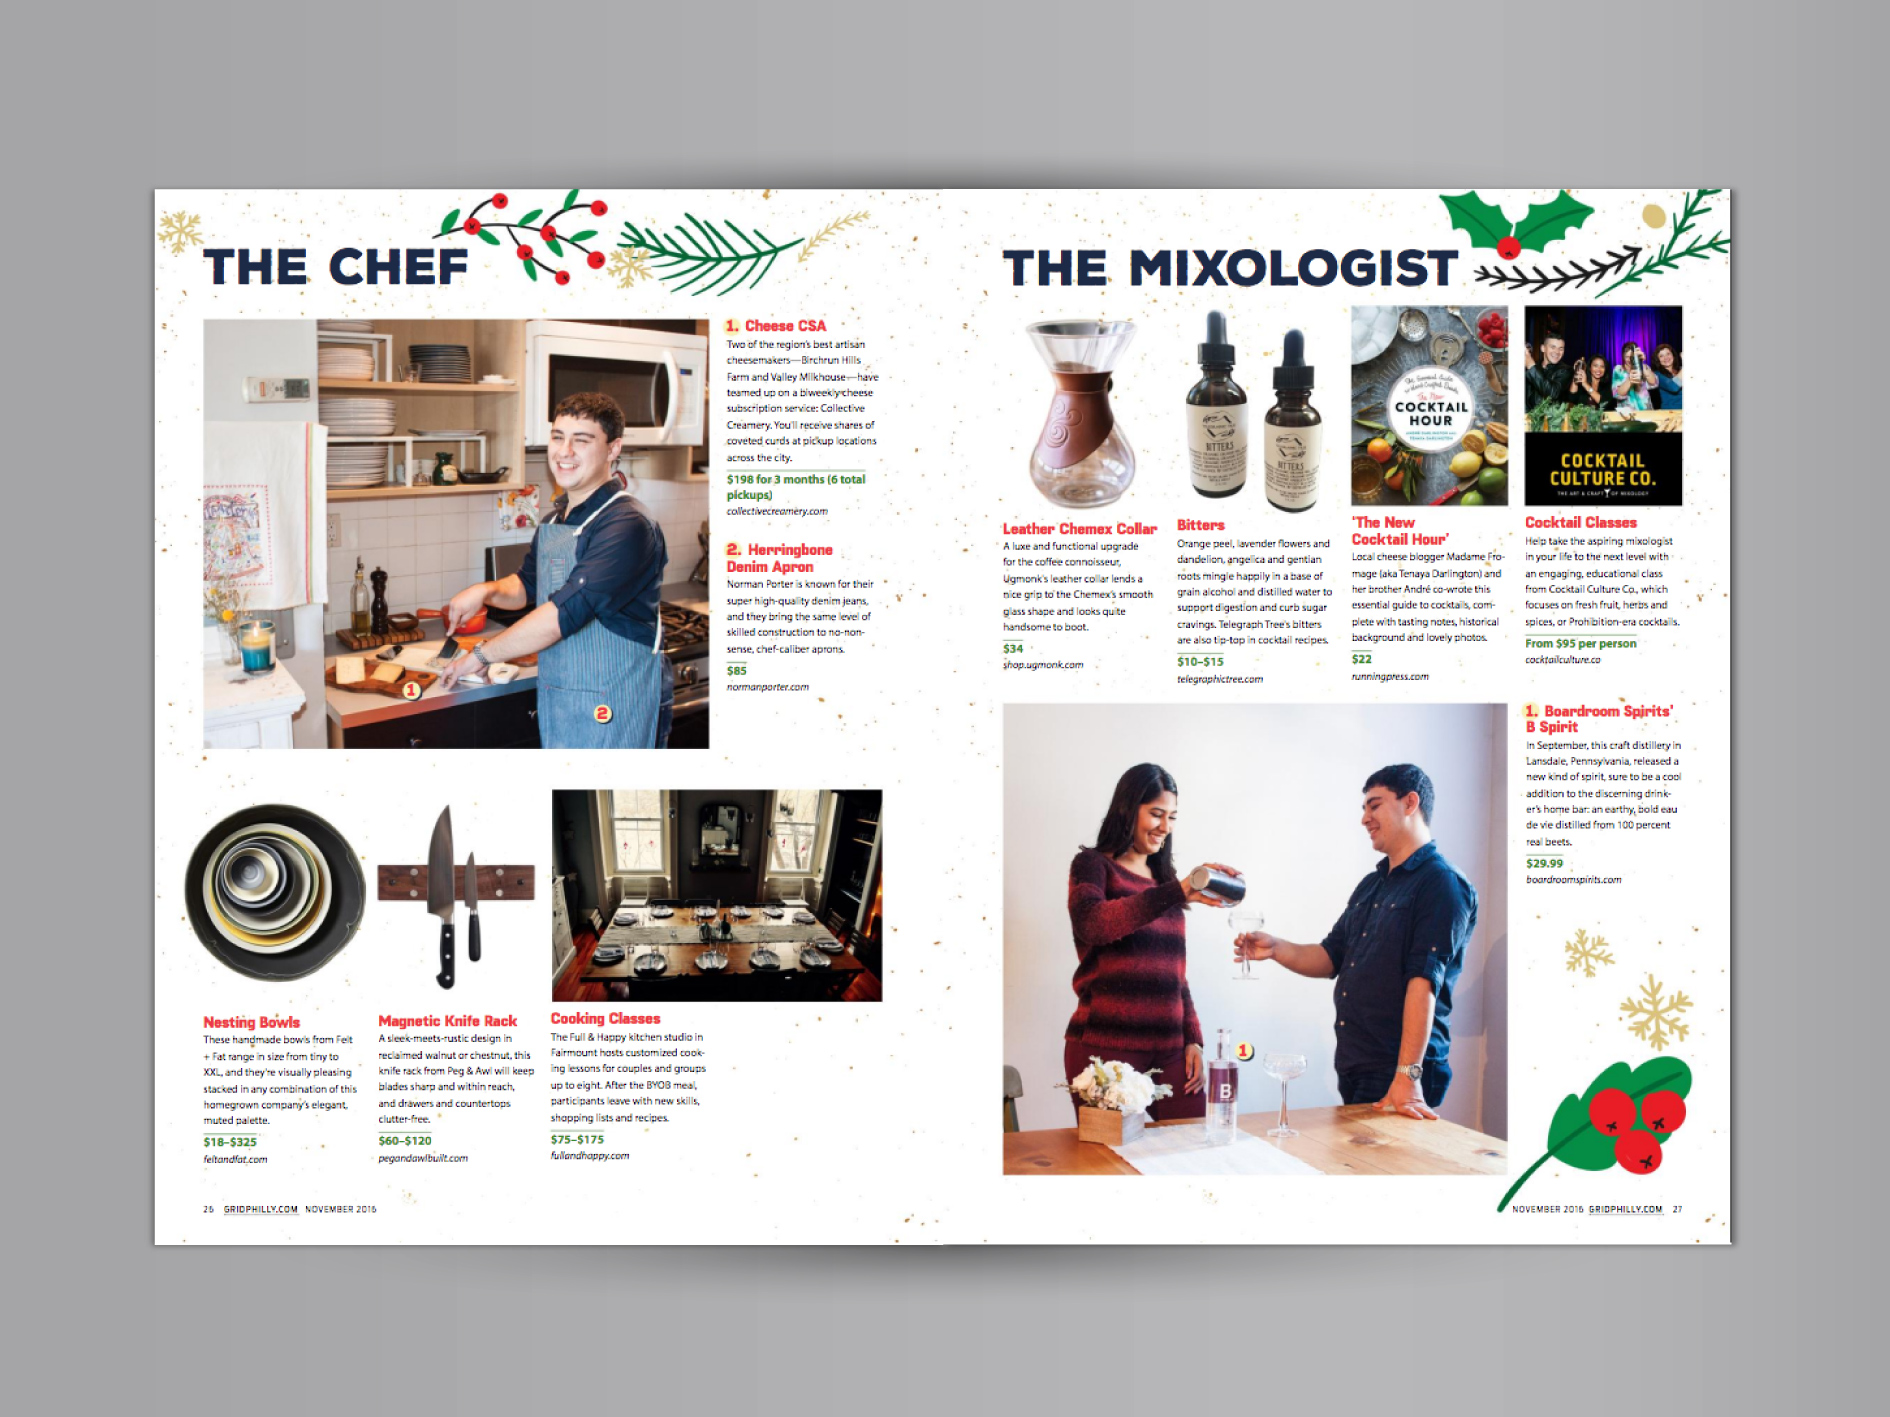 THE CHEF
1. Cheese CSA
Two of the region's best artisan
cheesemakers—Birchrun Hills
Farm and Valley Milkhouse—have
teamed up on a biweekly cheese
subscription service: Collective
Creamery. You'll receive shares of
coveted curds at pickup locations
across the city.
$198 for 3 months (6 total
pickups)
collectivecreamery.com
2. Herringbone
Denim Apron
Norman Porter is known for their
super high-quality denim jeans,
and they bring the same level of
skilled construction to no-non-
sense, chef-caliber aprons.
$85
normanporter.com
1
2
Nesting Bowls
These handmade bowls from Felt
+ Fat range in size from tiny to
XXL, and they're visually pleasing
stacked in any combination of this
homegrown company's elegant,
muted palette.
$18–$325
feltandfat.com
Magnetic Knife Rack
A sleek-meets-rustic design in
reclaimed walnut or chestnut, this
knife rack from Peg & Awl will keep
blades sharp and within reach,
and drawers and countertops
clutter-free.
$60–$120
pegandawlbuilt.com
Cooking Classes
The Full & Happy kitchen studio in
Fairmount hosts customized cook-
ing lessons for couples and groups
up to eight. After the BYOB meal,
participants leave with new skills,
shopping lists and recipes.
$75–$175
fullandhappy.com
26 GRIDPHILLY.COM NOVEMBER 2016
THE MIXOLOGIST
BITTERS
BITTERS
The New
COCKTAIL
HOUR
COCKTAIL
CULTURE CO.
THE ART & CRAFT OF MIXOLOGY
Leather Chemex Collar
A luxe and functional upgrade
for the coffee connoisseur,
Ugmonk's leather collar lends a
nice grip to the Chemex's smooth
glass shape and looks quite
handsome to boot.
$34
shop.ugmonk.com
Bitters
Orange peel, lavender flowers and
dandelion, angelica and gentian
roots mingle happily in a base of
grain alcohol and distilled water to
support digestion and curb sugar
cravings. Telegraph Tree's bitters
are also tip-top in cocktail recipes.
$10–$15
telegraphictree.com
'The New
Cocktail Hour'
Local cheese blogger Madame Fro-
mage (aka Tenaya Darlington) and
her brother André co-wrote this
essential guide to cocktails, com-
plete with tasting notes, historical
background and lovely photos.
$22
runningpress.com
Cocktail Classes
Help take the aspiring mixologist
in your life to the next level with
an engaging, educational class
from Cocktail Culture Co., which
focuses on fresh fruit, herbs and
spices, or Prohibition-era cocktails.
From $95 per person
cocktailculture.co
1. Boardroom Spirits'
B Spirit
In September, this craft distillery in
Lansdale, Pennsylvania, released a
new kind of spirit, sure to be a cool
addition to the discerning drink-
er's home bar: an earthy, bold eau
de vie distilled from 100 percent
real beets.
$29.99
boardroomspirits.com
1
B
NOVEMBER 2016 GRIDPHILLY.COM 27